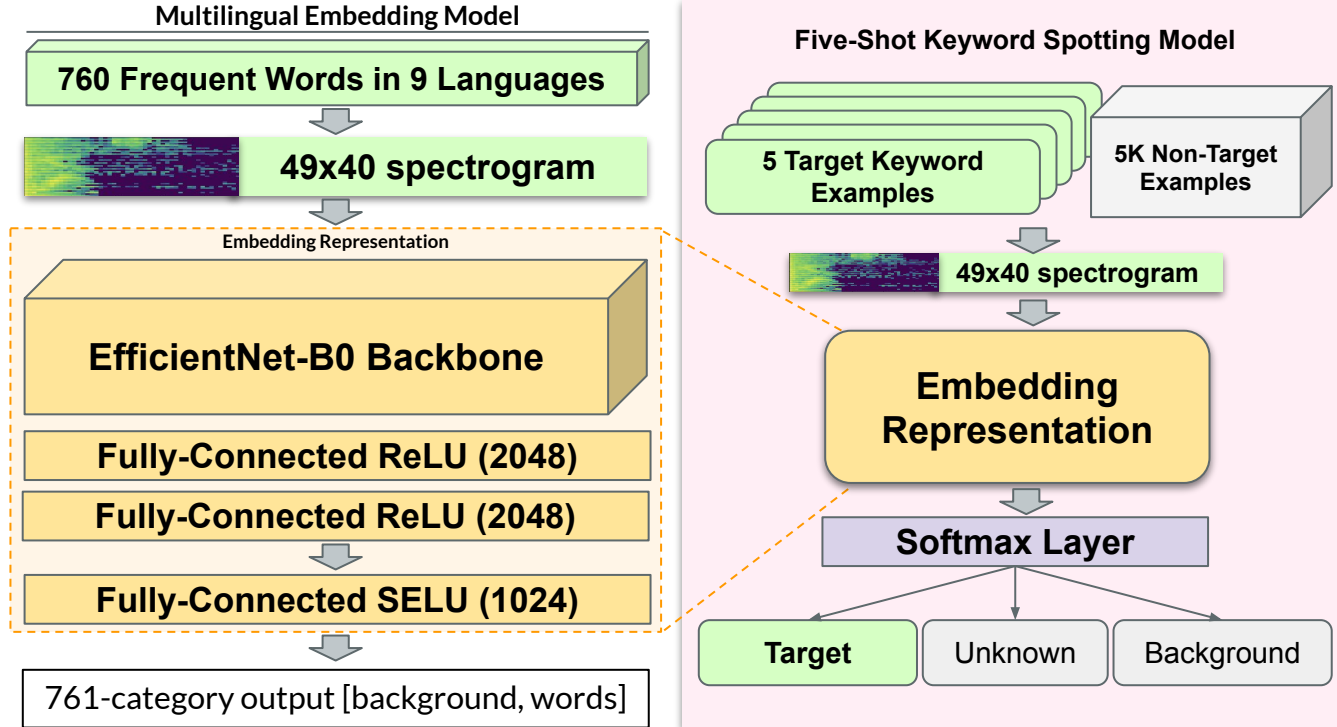 Multilingual Embedding Model
760 Frequent Words in 9 Languages
49x40 spectrogram
Embedding Representation
EfficientNet-B0 Backbone
Fully-Connected ReLU (2048)
Fully-Connected ReLU (2048)
Fully-Connected SELU (1024)
761-category output [background, words]
Five-Shot Keyword Spotting Model
5 Target Keyword
Examples
5K Non-Target
Examples
49x40 spectrogram
Embedding
Representation
Softmax Layer
Target
Unknown
Background